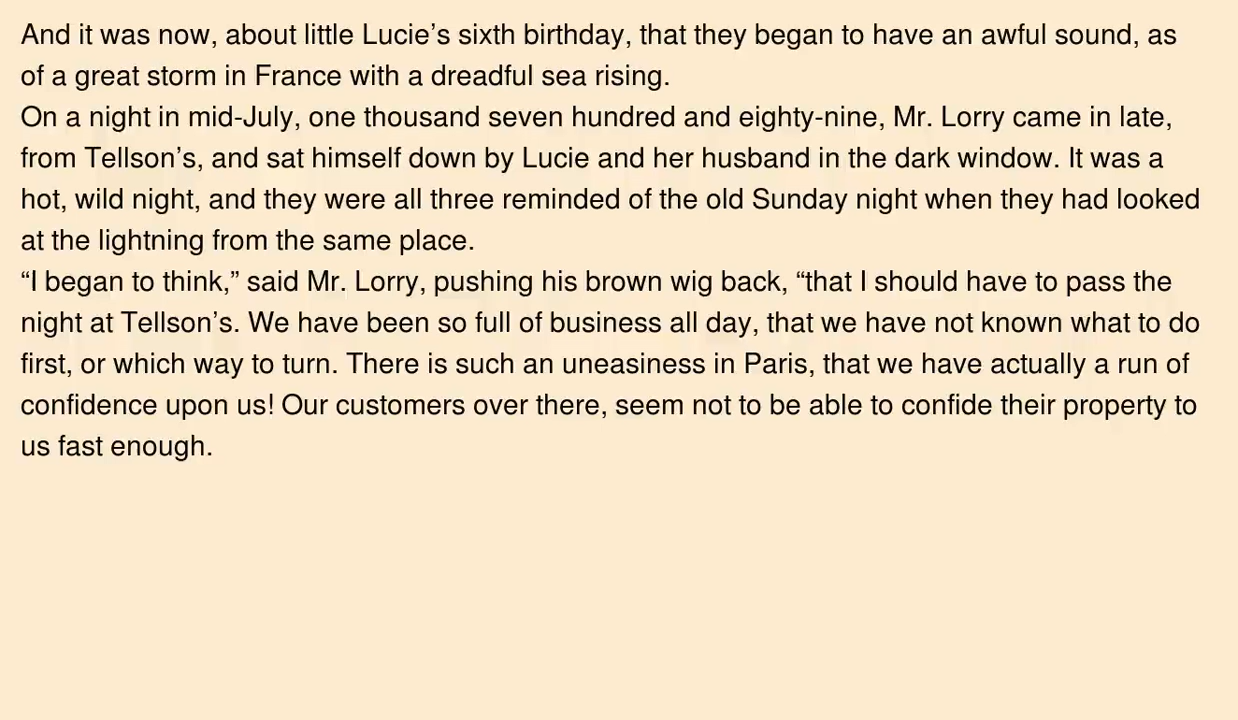 And it was now, about little Lucie’s sixth birthday, that they began to have an awful sound, as
of a great storm in France with a dreadful sea rising.
On a night in mid-July, one thousand seven hundred and eighty-nine, Mr. Lorry came in late,
from Tellson’s, and sat himself down by Lucie and her husband in the dark window. It was a
hot, wild night, and they were all three reminded of the old Sunday night when they had looked
at the lightning from the same place.
“I began to think,” said Mr. Lorry, pushing his brown wig back, “that I should have to pass the
night at Tellson’s. We have been so full of business all day, that we have not known what to do
first, or which way to turn. There is such an uneasiness in Paris, that we have actually a run of
confidence upon us! Our customers over there, seem not to be able to confide their property to
us fast enough.